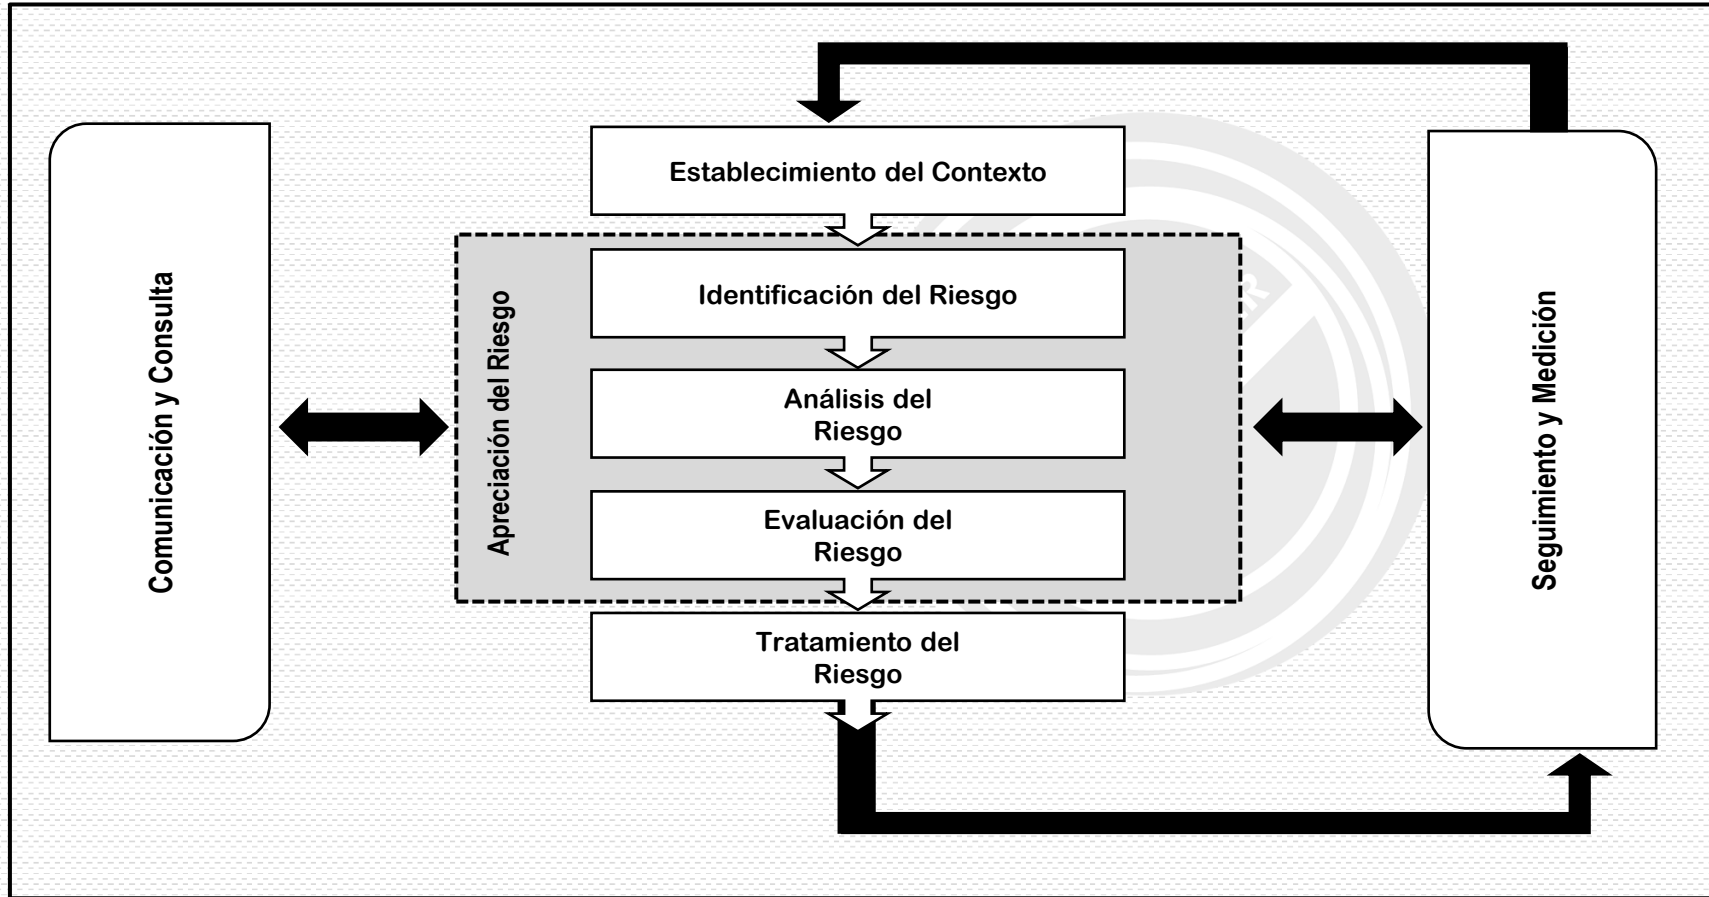 Comunicación y Consulta
Establecimiento del Contexto
Apreciación del Riesgo
Identificación del Riesgo
Análisis del
Riesgo
Evaluación del
Riesgo
Tratamiento del
Riesgo
Seguimiento y Medición